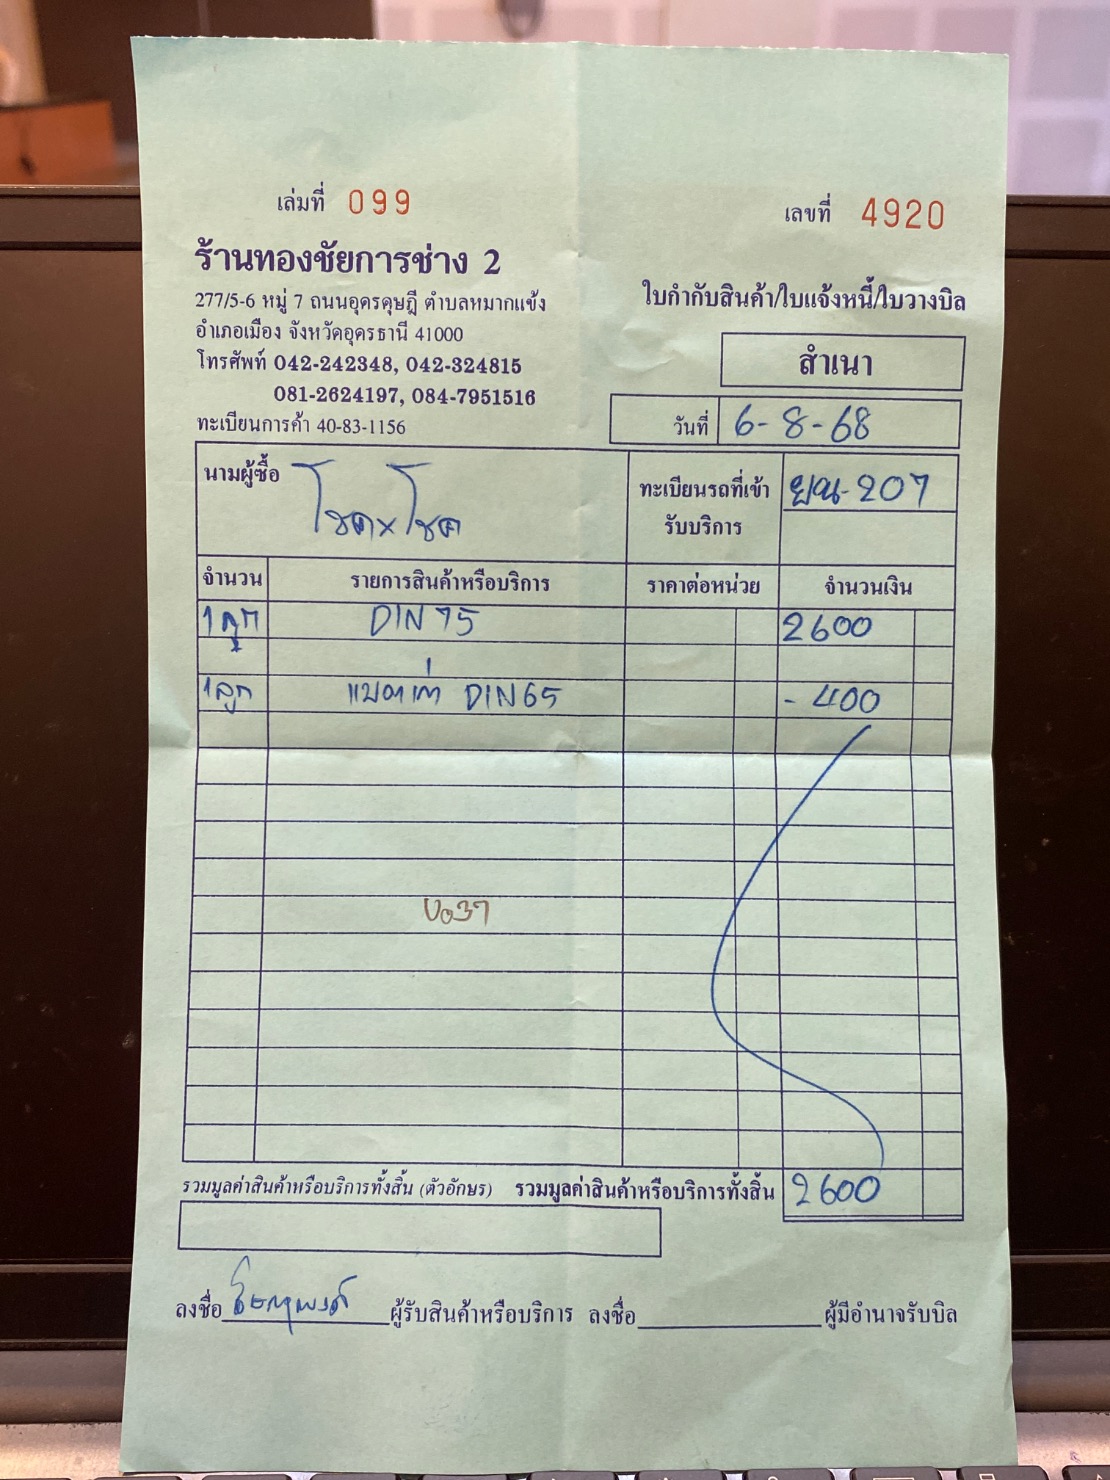 เล่มที่ 099
เลขที่ 4920
ร้านทองชัยการช่าง 2
277/5-6 หมู่ 7 ถนนอุดรดุษฎี ตำบลหมากแข้ง
อำเภอเมือง จังหวัดอุดรธานี 41000
โทรศัพท์ 042-242348, 042-324815
081-2624197, 084-7951516
ทะเบียนการค้า 40-83-1156
ใบกำกับสินค้า/ใบแจ้งหนี้/ใบวางบิล
สำเนา
วันที่ 6-8-68
นามผู้ซื้อ โชค×โชค
ทะเบียนรถที่เข้ารับบริการ -207
จำนวน รายการสินค้าหรือบริการ ราคาต่อหน่วย จำนวนเงิน
1ลูก DIN 75 2600
1ลูก แบตเก่า DIN 65 - 400
รวมมูลค่าสินค้าหรือบริการทั้งสิ้น (ตัวอักษร) รวมมูลค่าสินค้าหรือบริการทั้งสิ้น 2600
ลงชื่อ ผู้รับสินค้าหรือบริการ ลงชื่อ ผู้มีอำนาจรับบิล